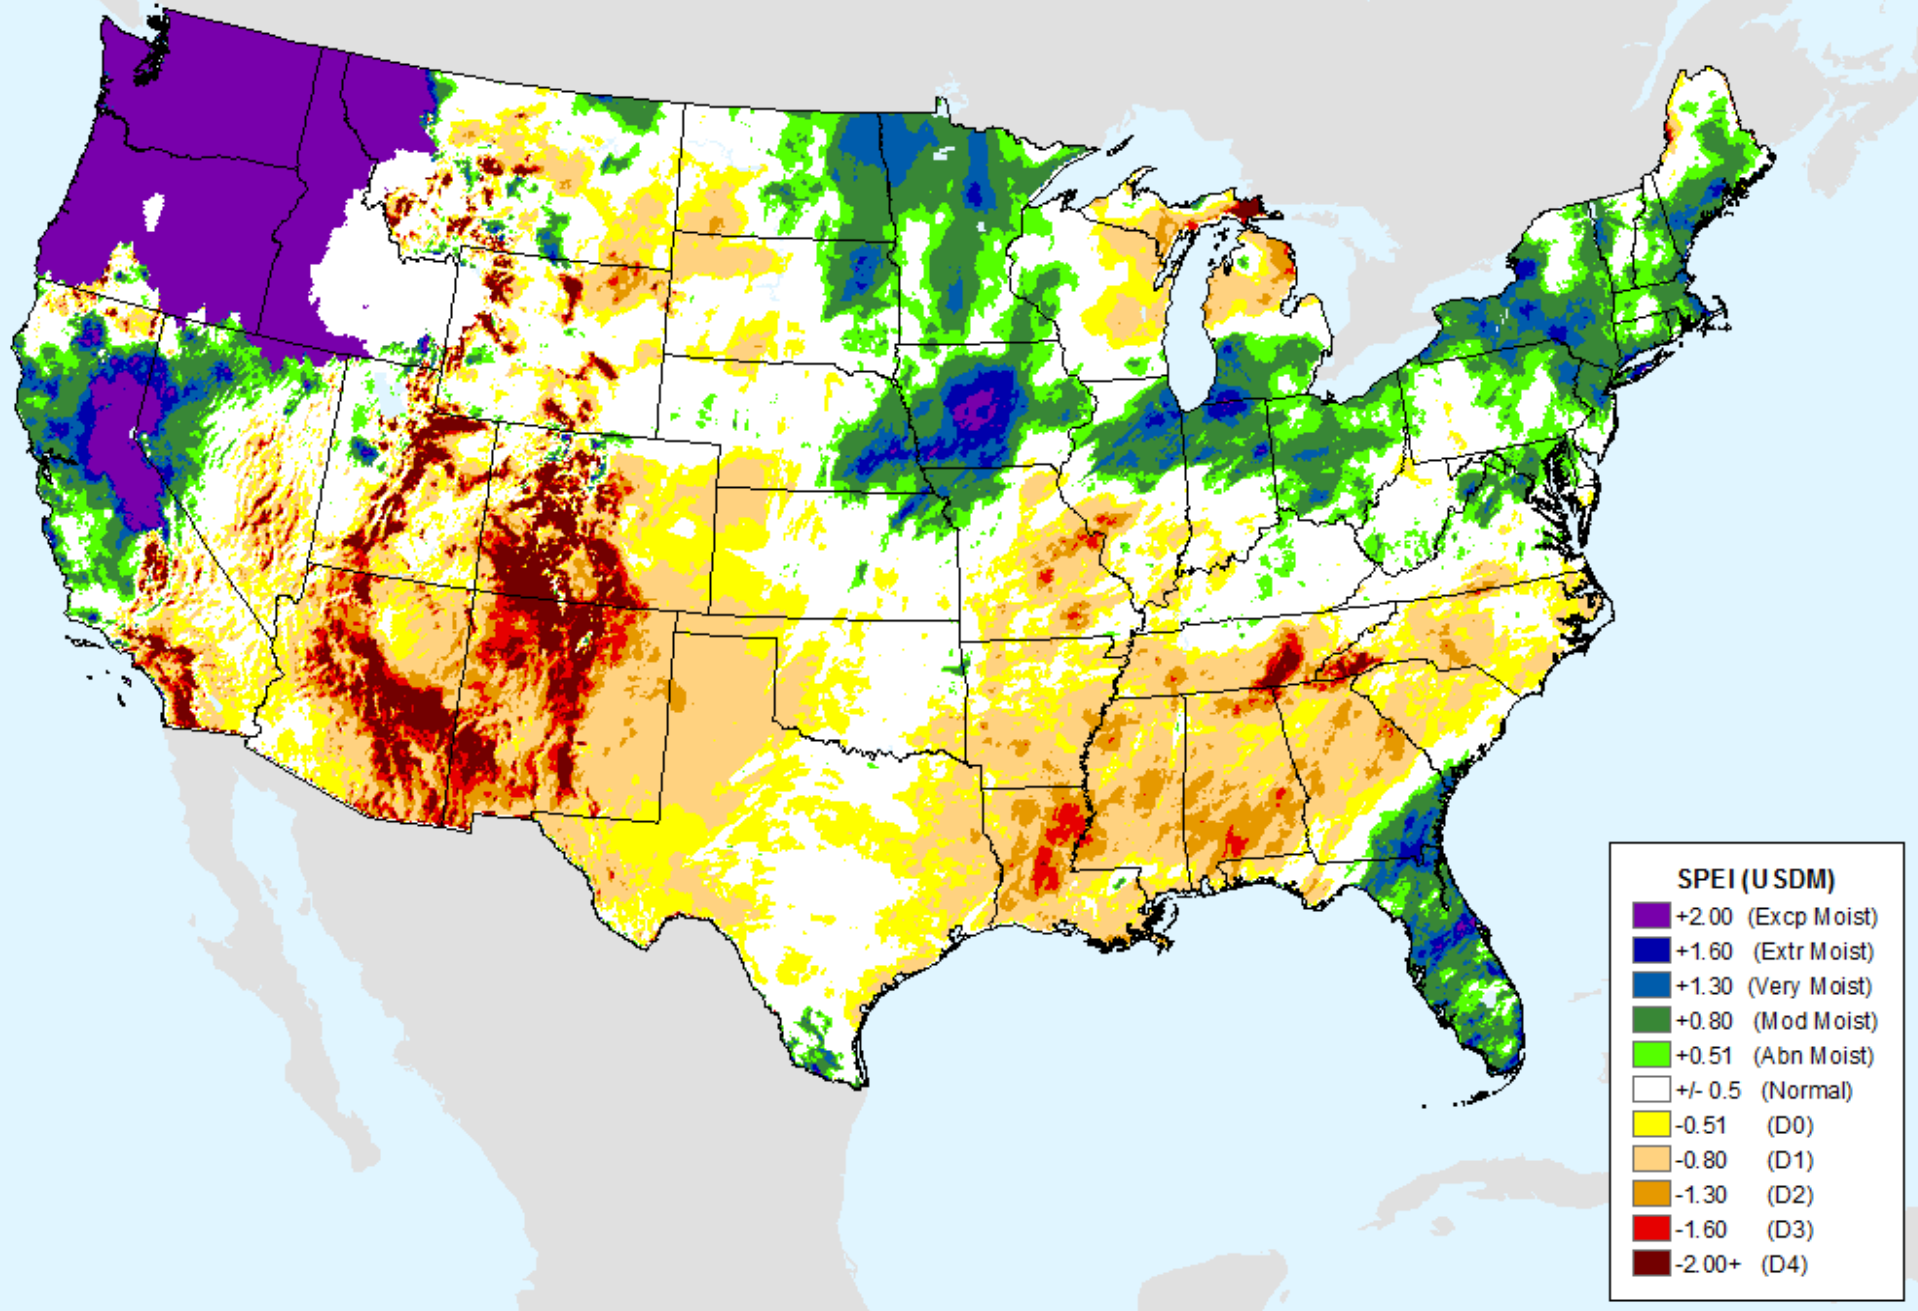 SPEI (USDM)
+2.00 (Excp Moist)
+1.60 (Extr Moist)
+1.30 (Very Moist)
+0.80 (Mod Moist)
+0.51 (Abn Moist)
+/- 0.5 (Normal)
-0.51 (D0)
-0.80 (D1)
-1.30 (D2)
-1.60 (D3)
-2.00+ (D4)